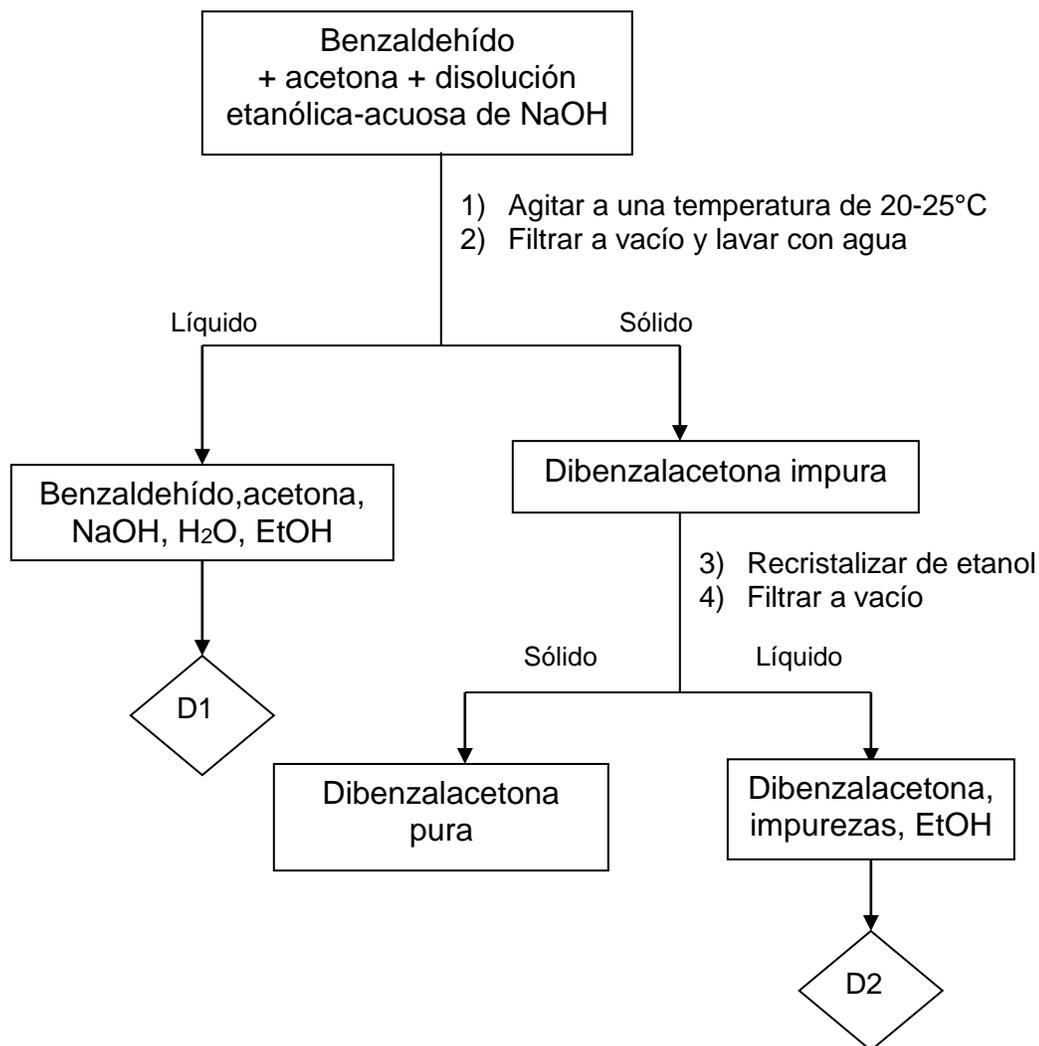 Benzaldehído
+ acetona + disolución
etanólica-acuosa de NaOH
1) Agitar a una temperatura de 20-25°C
2) Filtrar a vacío y lavar con agua
Líquido
Sólido
Benzaldehído,acetona,
NaOH, H₂O, EtOH
Dibenzalacetona impura
3) Recristalizar de etanol
4) Filtrar a vacío
Sólido
Líquido
D1
Dibenzalacetona
pura
Dibenzalacetona,
impurezas, EtOH
D2